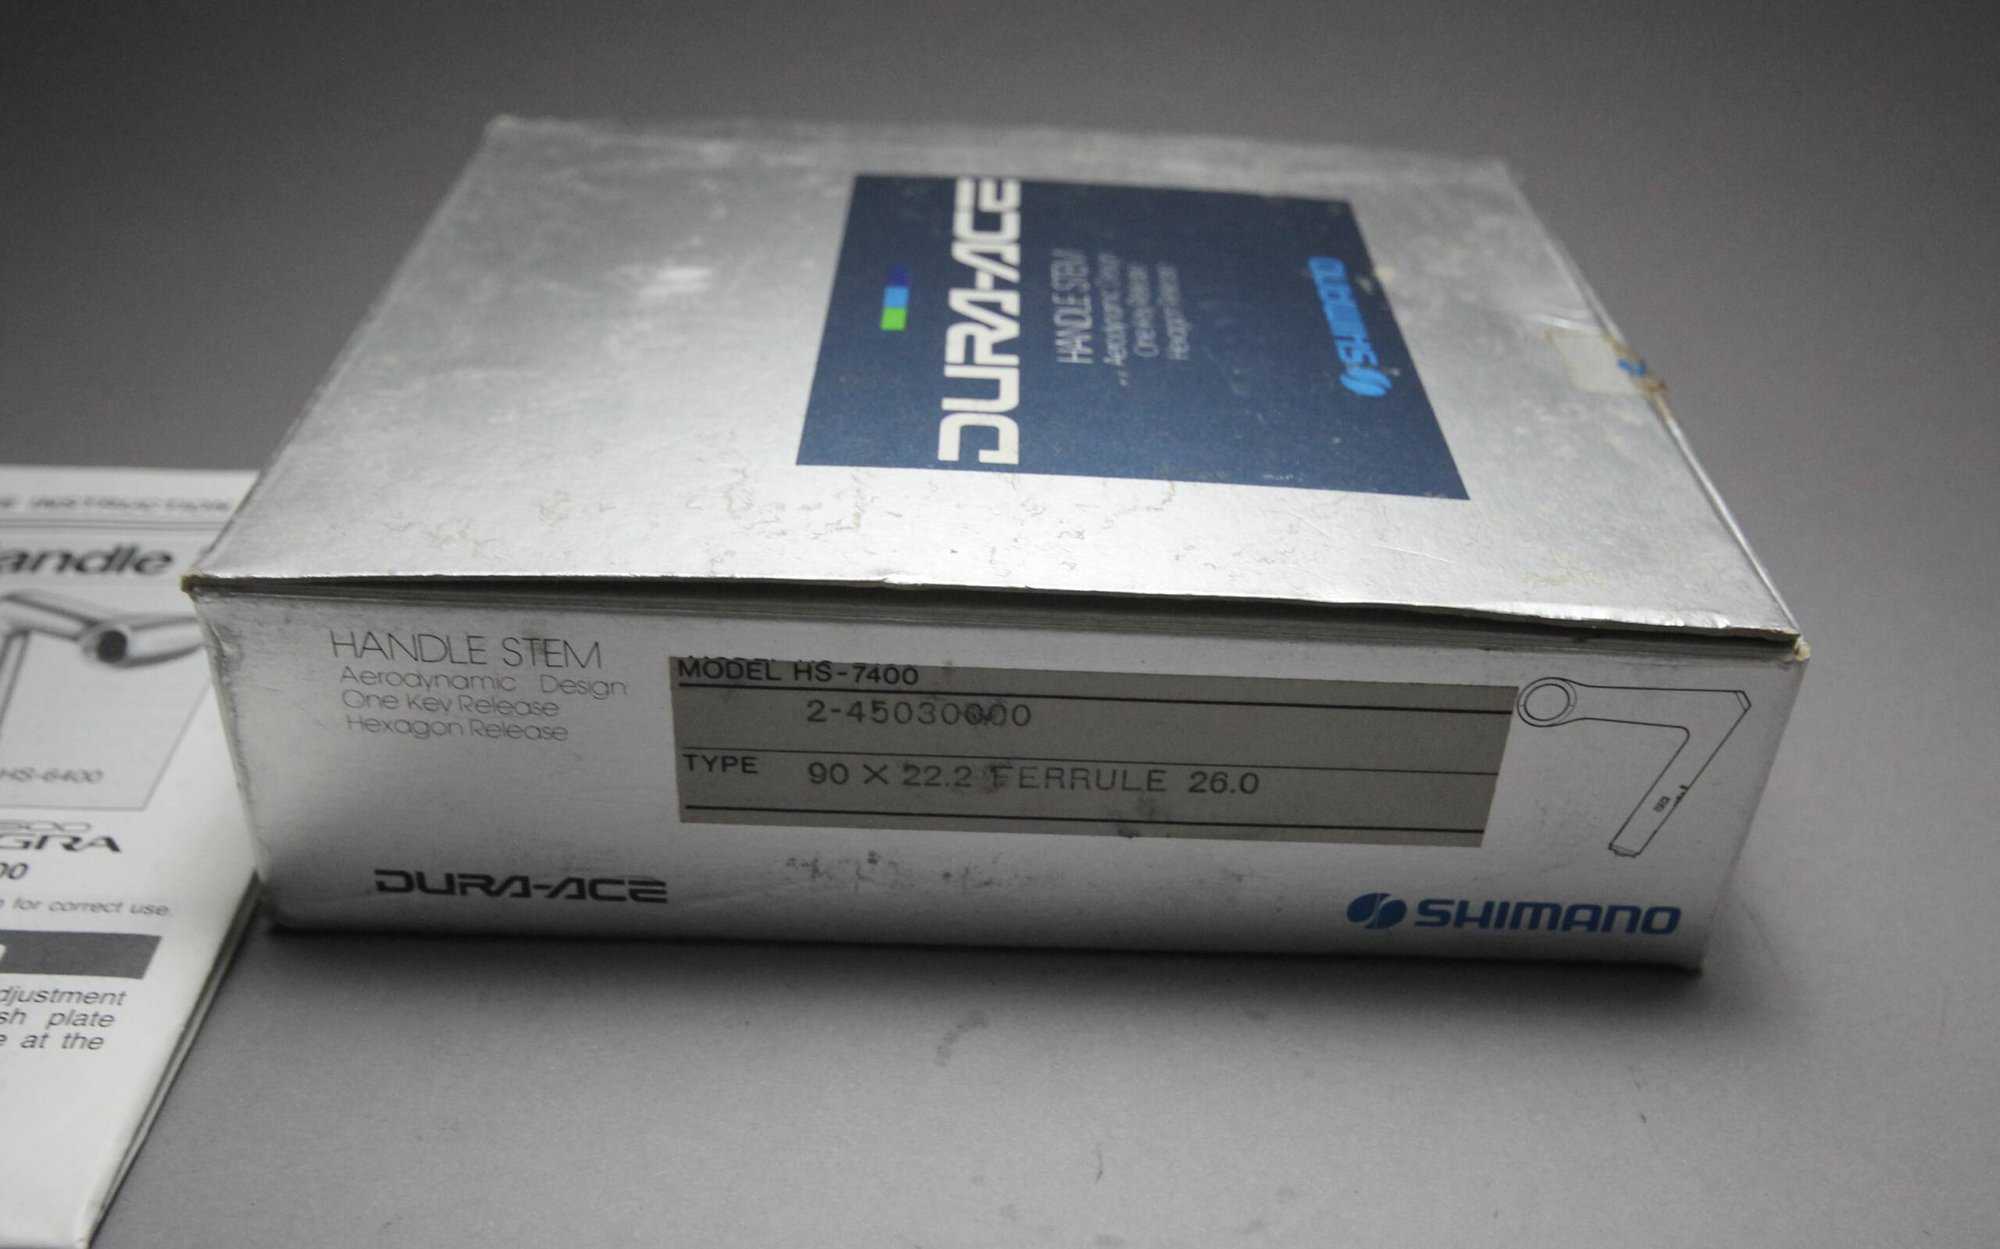 DURA-ACE
HANDLE STEM
Aerodynamic Design
One Key Release
Hexagon Release
SHIMANO
HANDLE STEM
Aerodynamic Design
One Key Release
Hexagon Release
MODEL HS-7400
2-45030000
TYPE 90 X 22.2 FERRULE 26.0
DURA-ACE
SHIMANO
INSTRUCTIONS
andle
HS-6400
GRA
00
for correct use.
djustment
sh plate
e at the